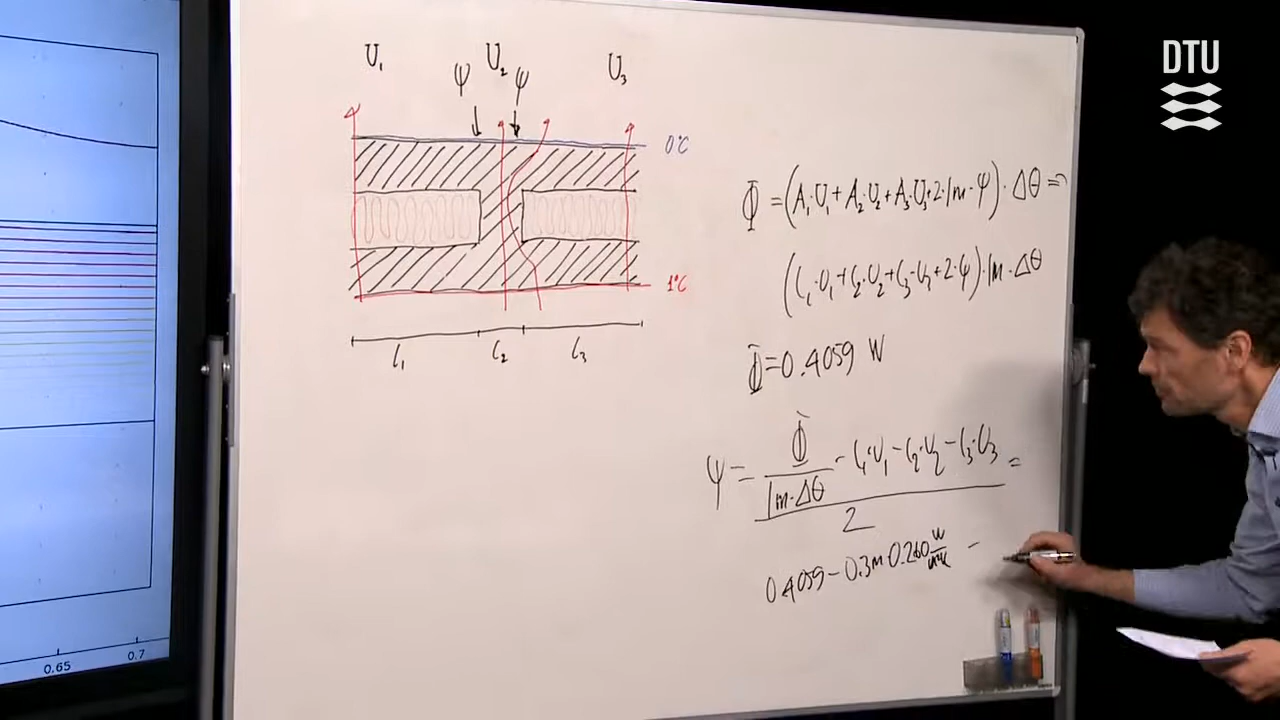 DTU
U₁ U₂ U₃
ψ ψ
0°C
1°C
l₁ l₂ l₃
Φ = (A₁·U₁ + A₂·U₂ + A₃·U₃ + 2·1m·ψ)·Δθ =>
(l₁·U₁ + l₂·U₂ + l₃·U₃ + 2·ψ)·1m·Δθ
Φ = 0.4059 W
ψ = (Φ / 1m·Δθ - l₁·U₁ - l₂·U₂ - l₃·U₃) / 2 =
0.4059 - 0.3m 0.260 W/m²K -
0.65 0.7